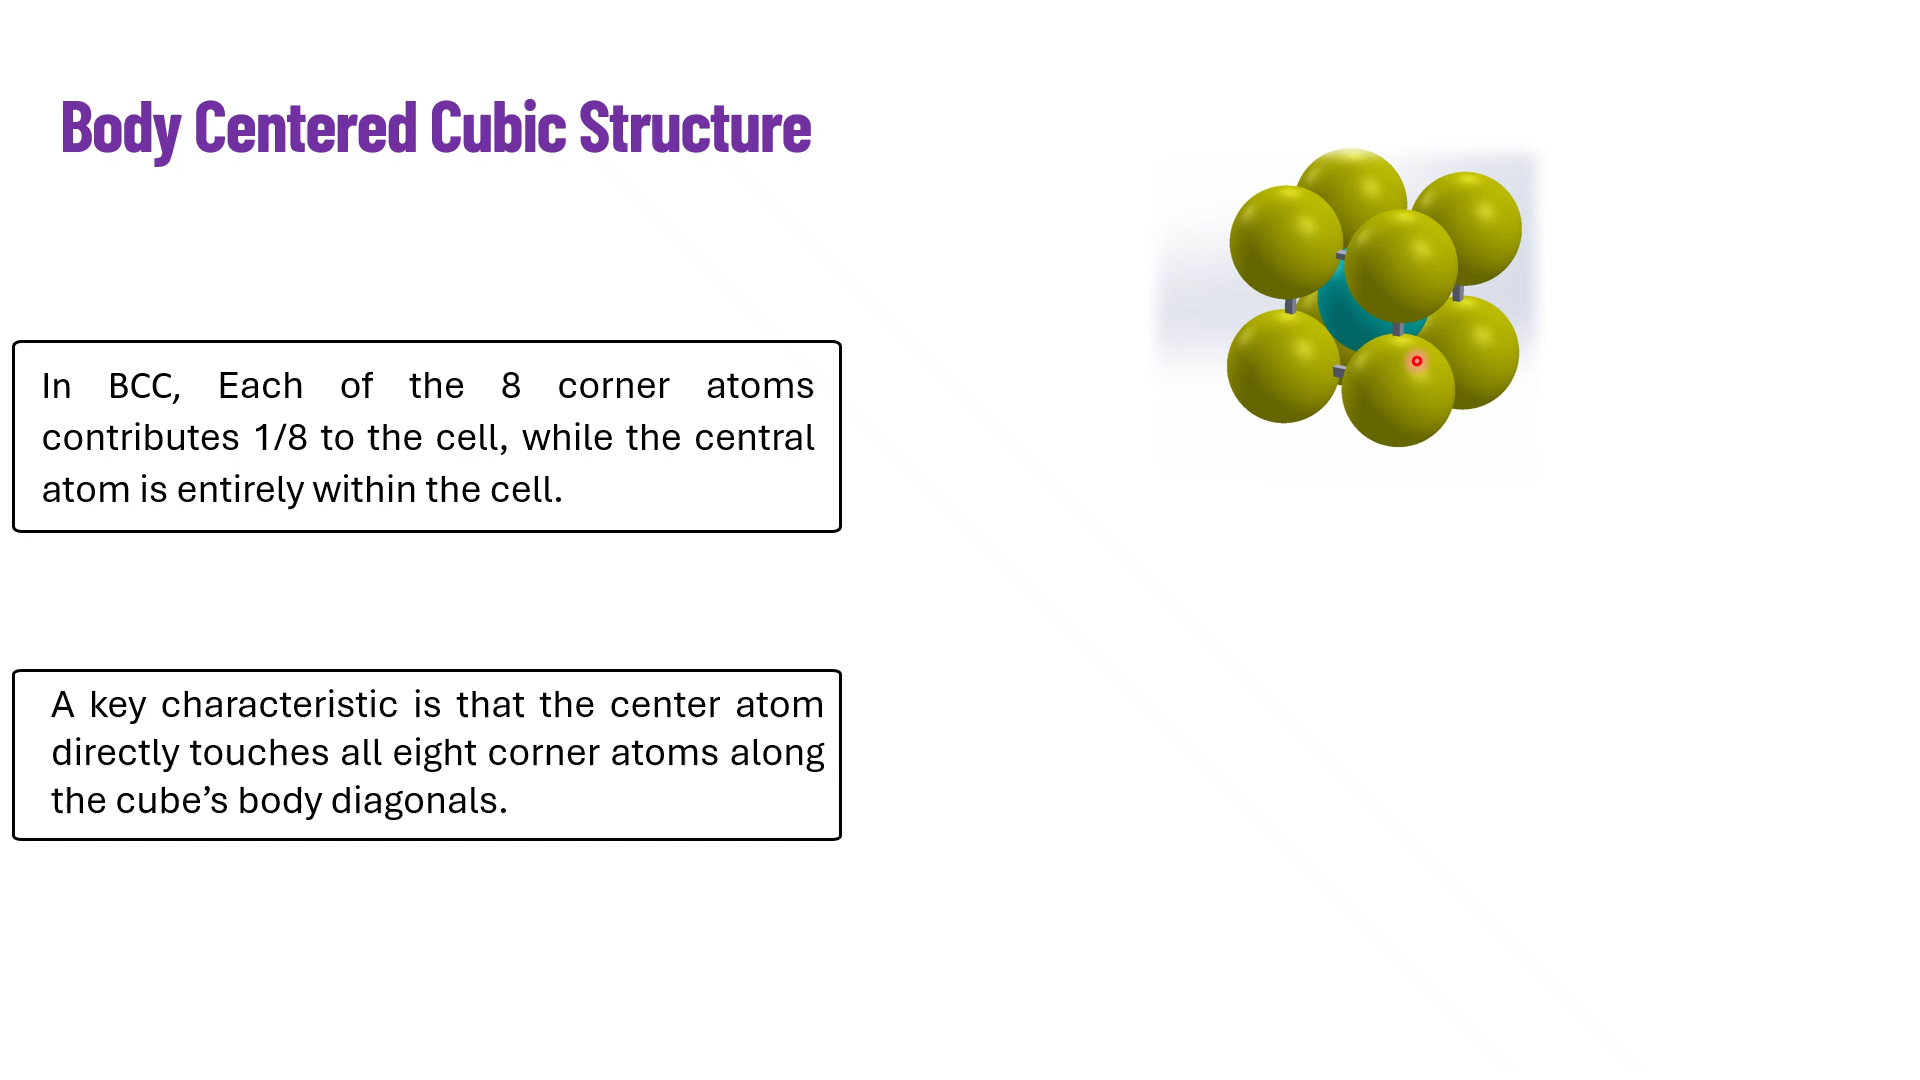 Body Centered Cubic Structure
In BCC, Each of the 8 corner atoms
contributes 1/8 to the cell, while the central
atom is entirely within the cell.
A key characteristic is that the center atom
directly touches all eight corner atoms along
the cube’s body diagonals.